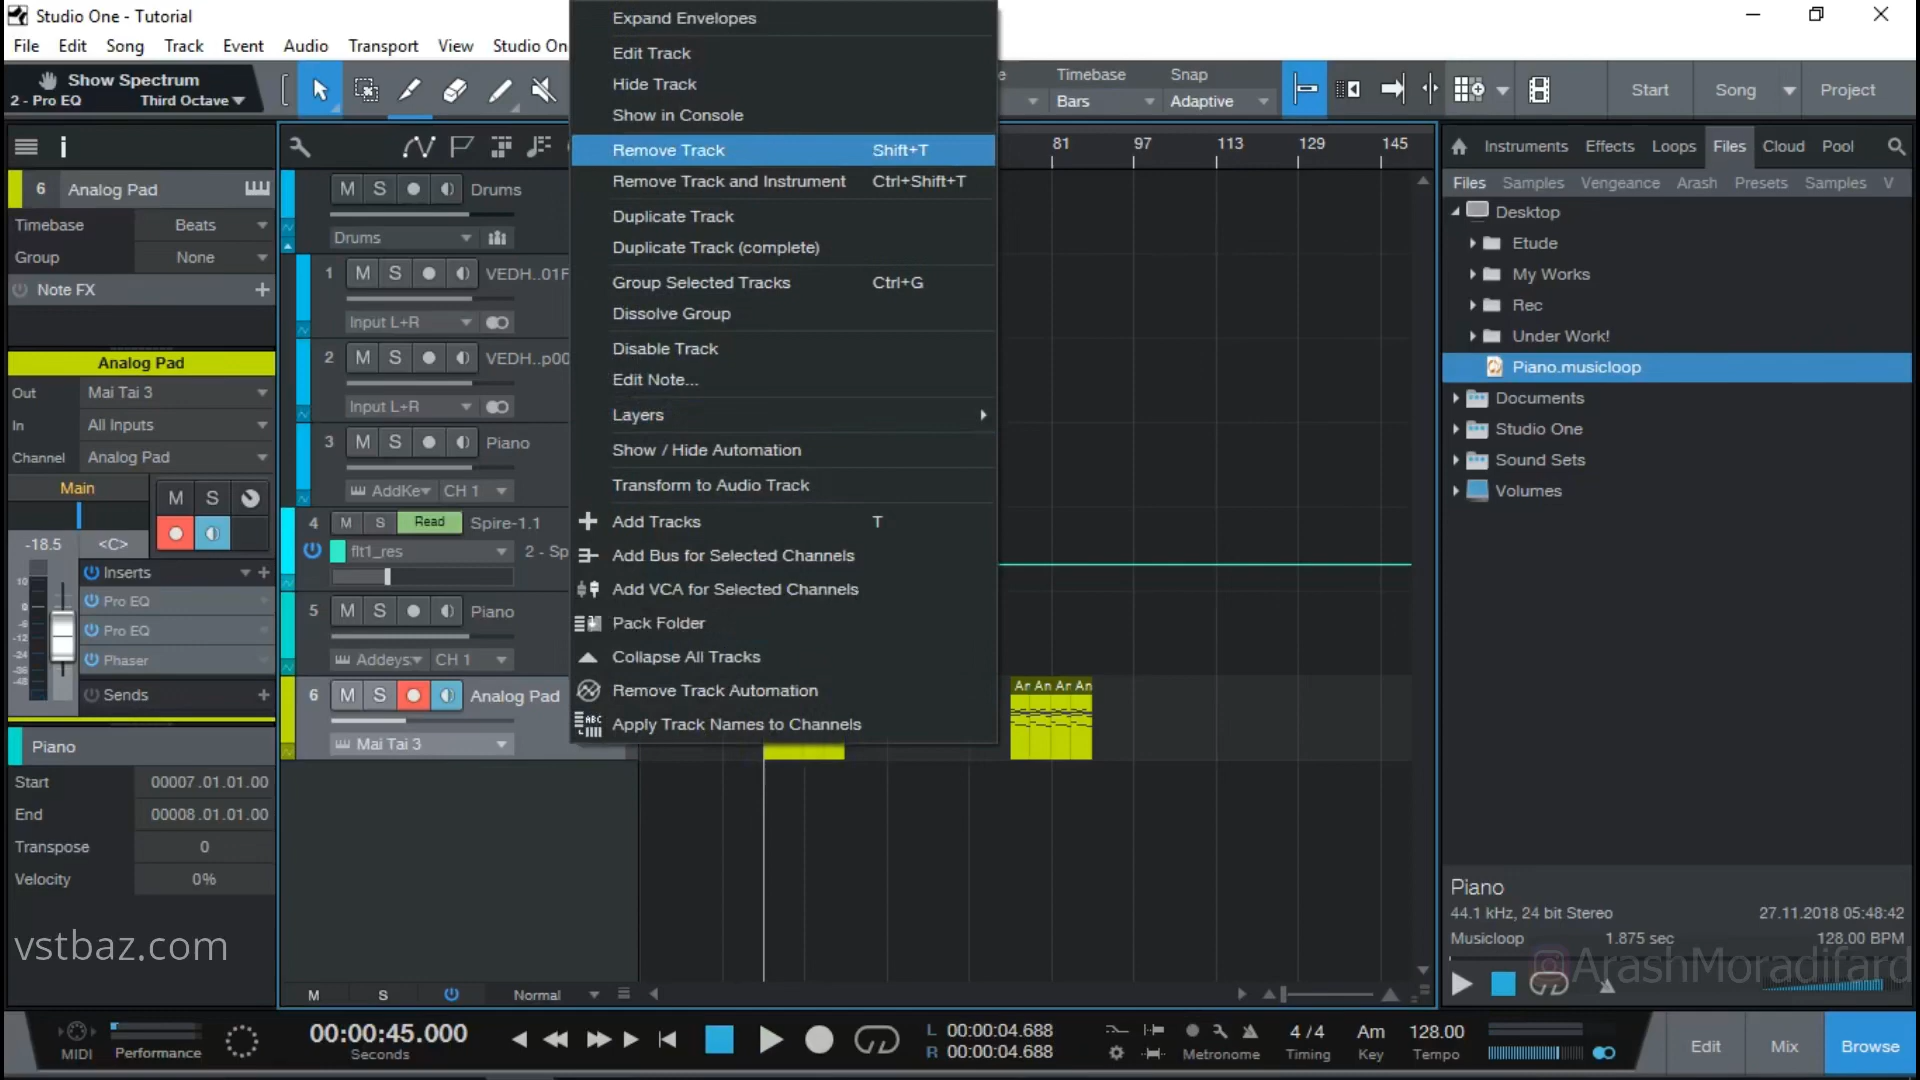 Studio One - Tutorial
File Edit Song Track Event Audio Transport View Studio On
Show Spectrum
2 - Pro EQ Third Octave
Timebase Snap
Bars Adaptive
Start Song Project
Expand Envelopes
Edit Track
Hide Track
Show in Console
Remove Track Shift+T
Remove Track and Instrument Ctrl+Shift+T
Duplicate Track
Duplicate Track (complete)
Group Selected Tracks Ctrl+G
Dissolve Group
Disable Track
Edit Note...
Layers
Show / Hide Automation
Transform to Audio Track
Add Tracks T
Add Bus for Selected Channels
Add VCA for Selected Channels
Pack Folder
Collapse All Tracks
Remove Track Automation
Apply Track Names to Channels
6 Analog Pad
Timebase Beats
Group None
Note FX
Analog Pad
Out Mai Tai 3
In All Inputs
Channel Analog Pad
Main M S
-18.5 <C>
Inserts
Pro EQ
Pro EQ
Phaser
Sends
Piano
Start 00007.01.01.00
End 00008.01.01.00
Transpose 0
Velocity 0%
vstbaz.com
M S Drums
Drums
1 M S VEDH..01F
Input L+R
2 M S VEDH..p00
Input L+R
3 M S Piano
AddKe CH 1
4 M S Read Spire-1.1
flt1_res 2 - Sp
5 M S Piano
Addeys CH 1
6 M S Analog Pad
Mai Tai 3
81 97 113 129 145
Ar An Ar An
M S Normal
Instruments Effects Loops Files Cloud Pool
Files Samples Vengeance Arash Presets Samples V
Desktop
Etude
My Works
Rec
Under Work!
Piano.musicloop
Documents
Studio One
Sound Sets
Volumes
Piano
44.1 kHz, 24 bit Stereo 27.11.2018 05:48:42
Musicloop 1.875 sec 128.00 BPM
ArashMoradifard
MIDI Performance
00:00:45.000
Seconds
L 00:00:04.688
R 00:00:04.688
Metronome
4 / 4 Timing
Am Key
128.00 Tempo
Edit Mix Browse